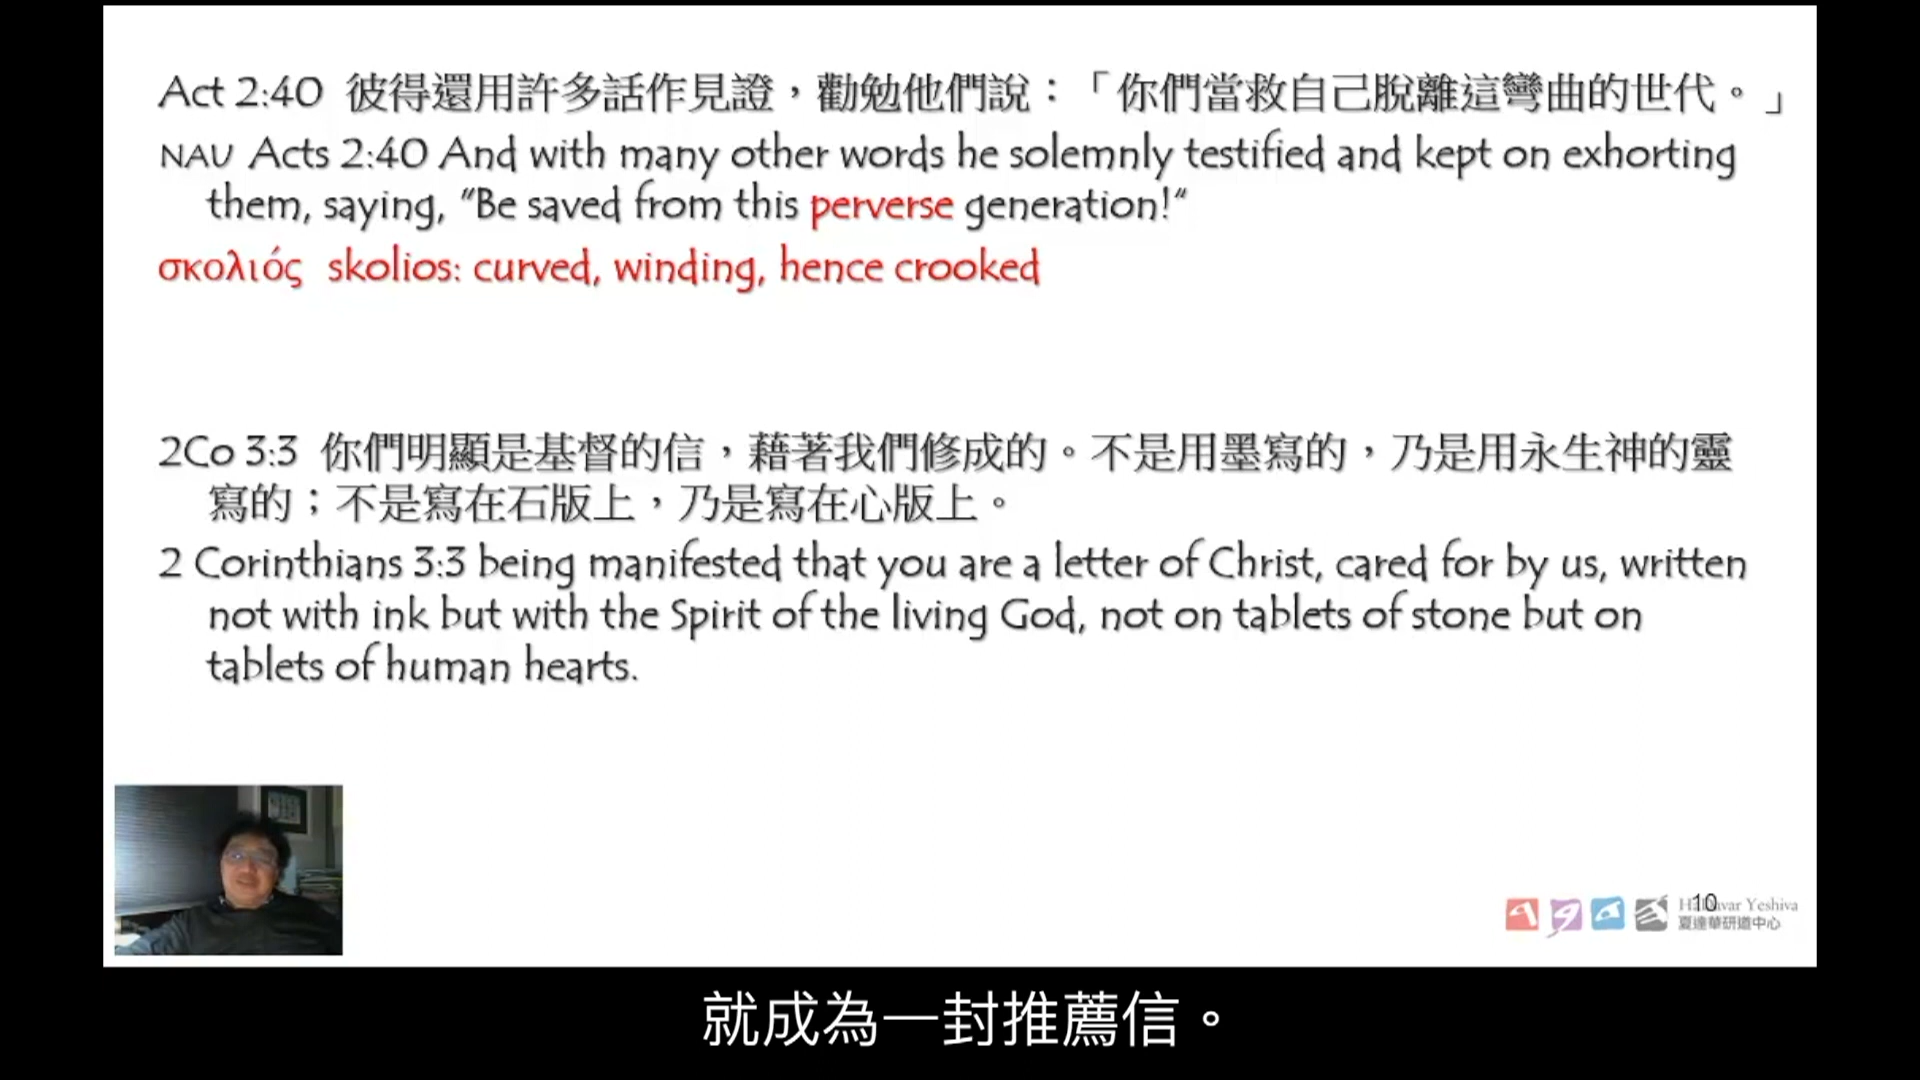 Act 2:40 彼得還用許多話作見證，勸勉他們說：「你們當救自己脫離這彎曲的世代。」
NAU Acts 2:40 And with many other words he solemnly testified and kept on exhorting
them, saying, "Be saved from this perverse generation!"
σκολιός skolios: curved, winding, hence crooked
2Co 3:3 你們明顯是基督的信，藉著我們修成的。不是用墨寫的，乃是用永生神的靈
寫的；不是寫在石版上，乃是寫在心版上。
2 Corinthians 3:3 being manifested that you are a letter of Christ, cared for by us, written
not with ink but with the Spirit of the living God, not on tablets of stone but on
tablets of human hearts.
10
Yeshiva
夏達華研道中心
就成為一封推薦信。